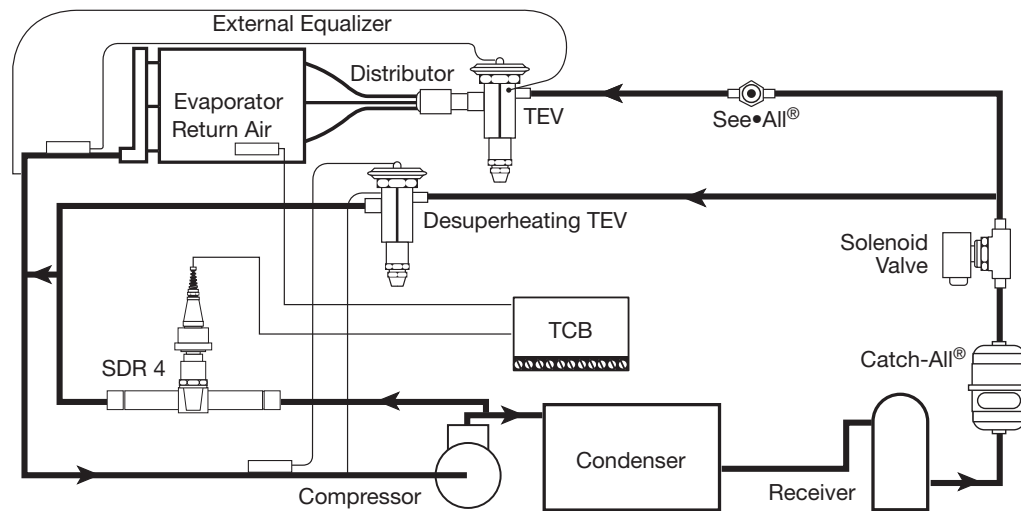 External Equalizer
Distributor
Evaporator
Return Air
TEV
See•All®
Desuperheating TEV
Solenoid
Valve
TCB
SDR 4
Catch-All®
Condenser
Compressor
Receiver